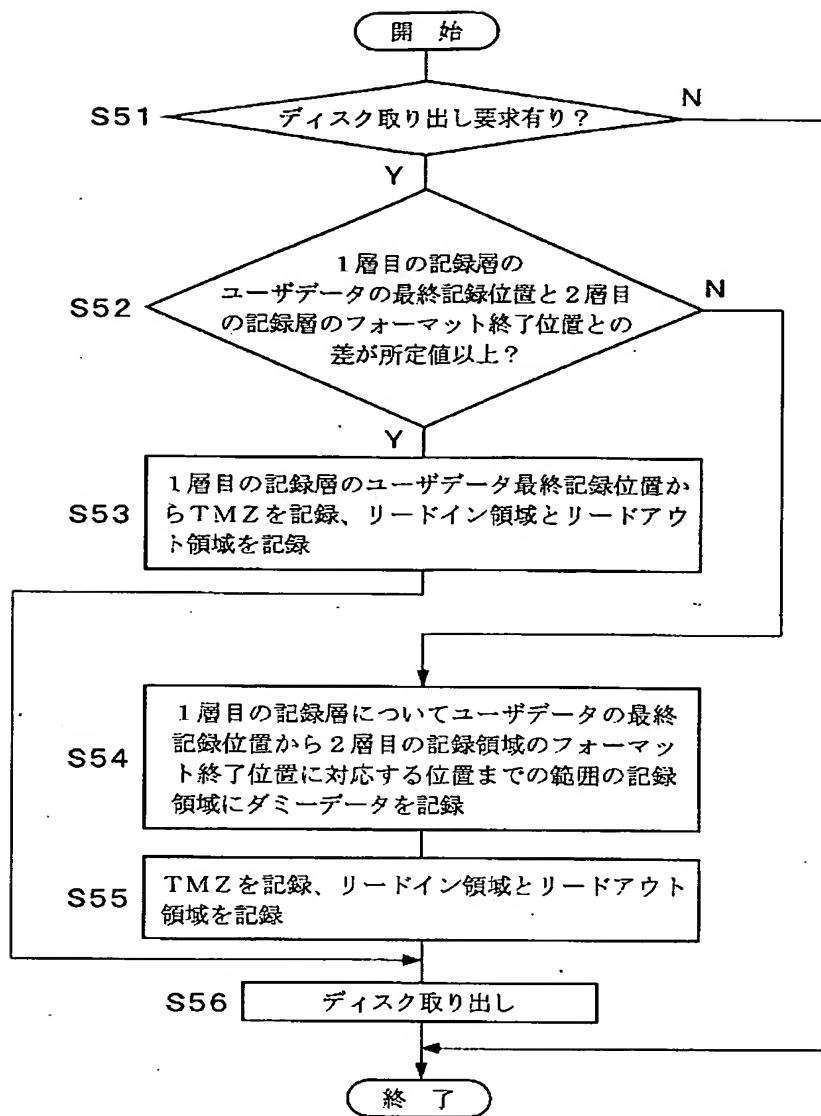 開 始
S51
ディスク取り出し要求有り？
N
Y
S52
１層目の記録層の
ユーザデータの最終記録位置と２層目
の記録層のフォーマット終了位置との
差が所定値以上？
N
Y
S53
１層目の記録層のユーザデータ最終記録位置か
らＴＭＺを記録、リードイン領域とリードアウ
ト領域を記録
S54
１層目の記録層についてユーザデータの最終
記録位置から２層目の記録領域のフォーマッ
ト終了位置に対応する位置までの範囲の記録
領域にダミーデータを記録
S55
ＴＭＺを記録、リードイン領域とリードアウト
領域を記録
S56
ディスク取り出し
終 了